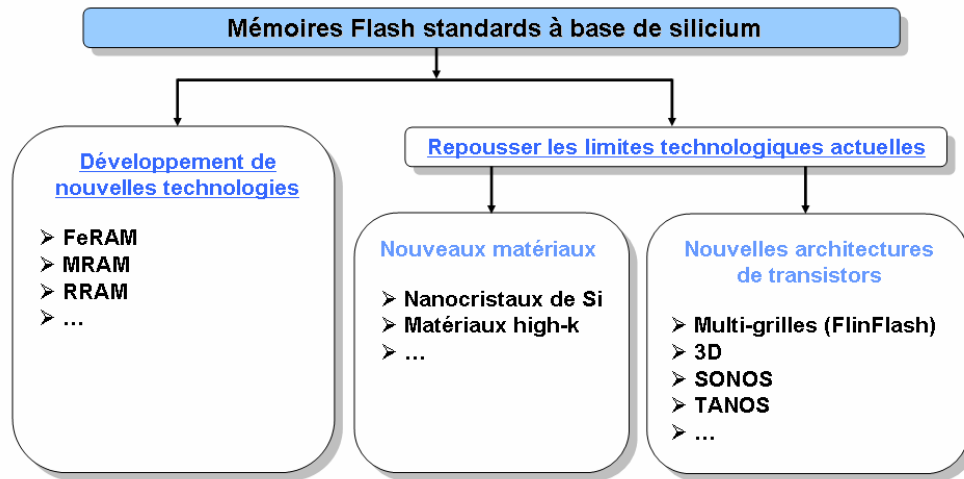 Mémoires Flash standards à base de silicium
Développement de
nouvelles technologies
➢ FeRAM
➢ MRAM
➢ RRAM
➢ ...
Repousser les limites technologiques actuelles
Nouveaux matériaux
➢ Nanocristaux de Si
➢ Matériaux high-k
➢ ...
Nouvelles architectures
de transistors
➢ Multi-grilles (FlinFlash)
➢ 3D
➢ SONOS
➢ TANOS
➢ ...